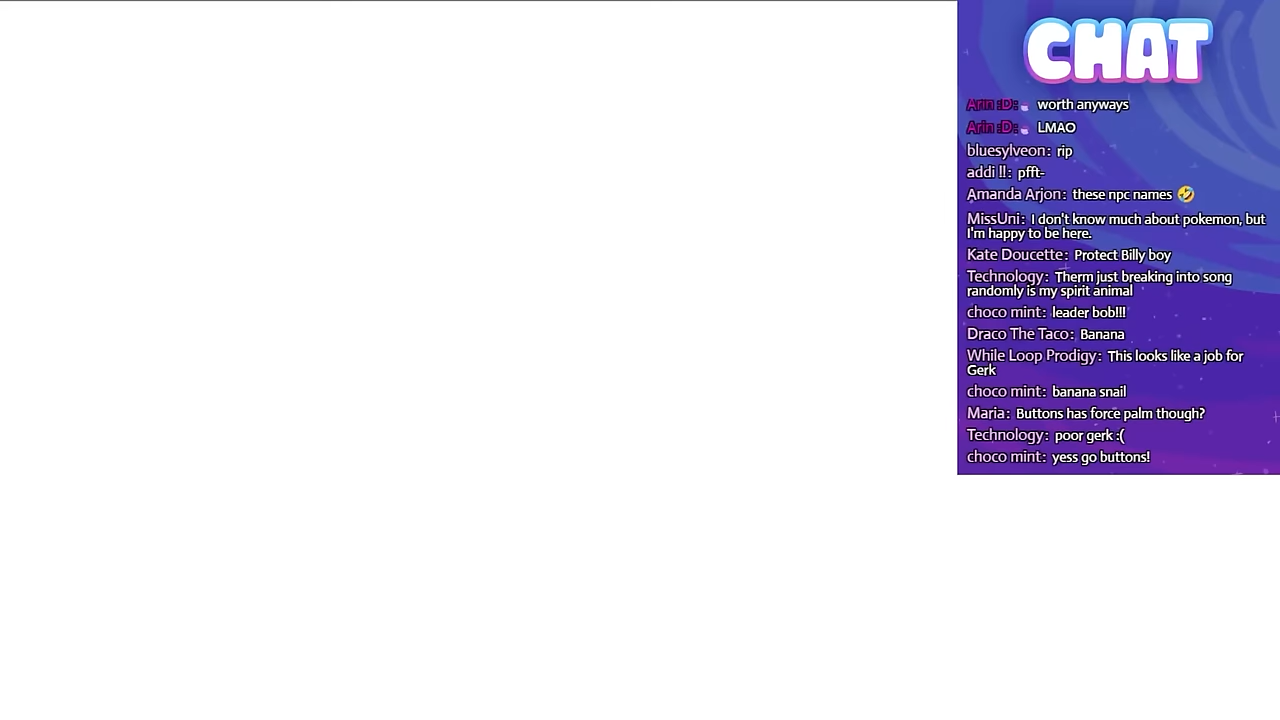 CHAT
Arin :D: worth anyways
Arin :D: LMAO
bluesylveon: rip
addi !!: pfft-
Amanda Arjon: these npc names 🤣
MissUni: I don't know much about pokemon, but
I'm happy to be here.
Kate Doucette: Protect Billy boy
Technology: Therm just breaking into song
randomly is my spirit animal
choco mint: leader bob!!!
Draco The Taco: Banana
While Loop Prodigy: This looks like a job for
Gerk
choco mint: banana snail
Maria: Buttons has force palm though?
Technology: poor gerk :(
choco mint: yess go buttons!